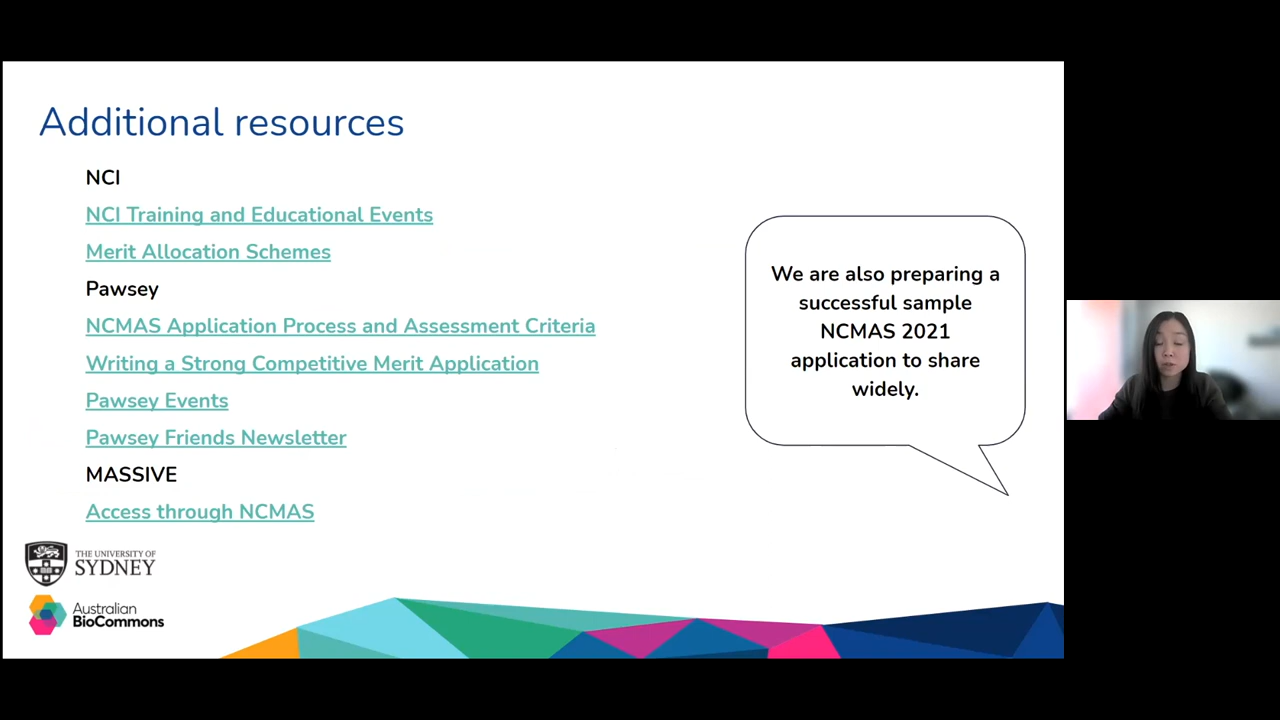 Additional resources
NCI
NCI Training and Educational Events
Merit Allocation Schemes
Pawsey
NCMAS Application Process and Assessment Criteria
Writing a Strong Competitive Merit Application
Pawsey Events
Pawsey Friends Newsletter
MASSIVE
Access through NCMAS
We are also preparing a
successful sample
NCMAS 2021
application to share
widely.
THE UNIVERSITY OF
SYDNEY
Australian
BioCommons